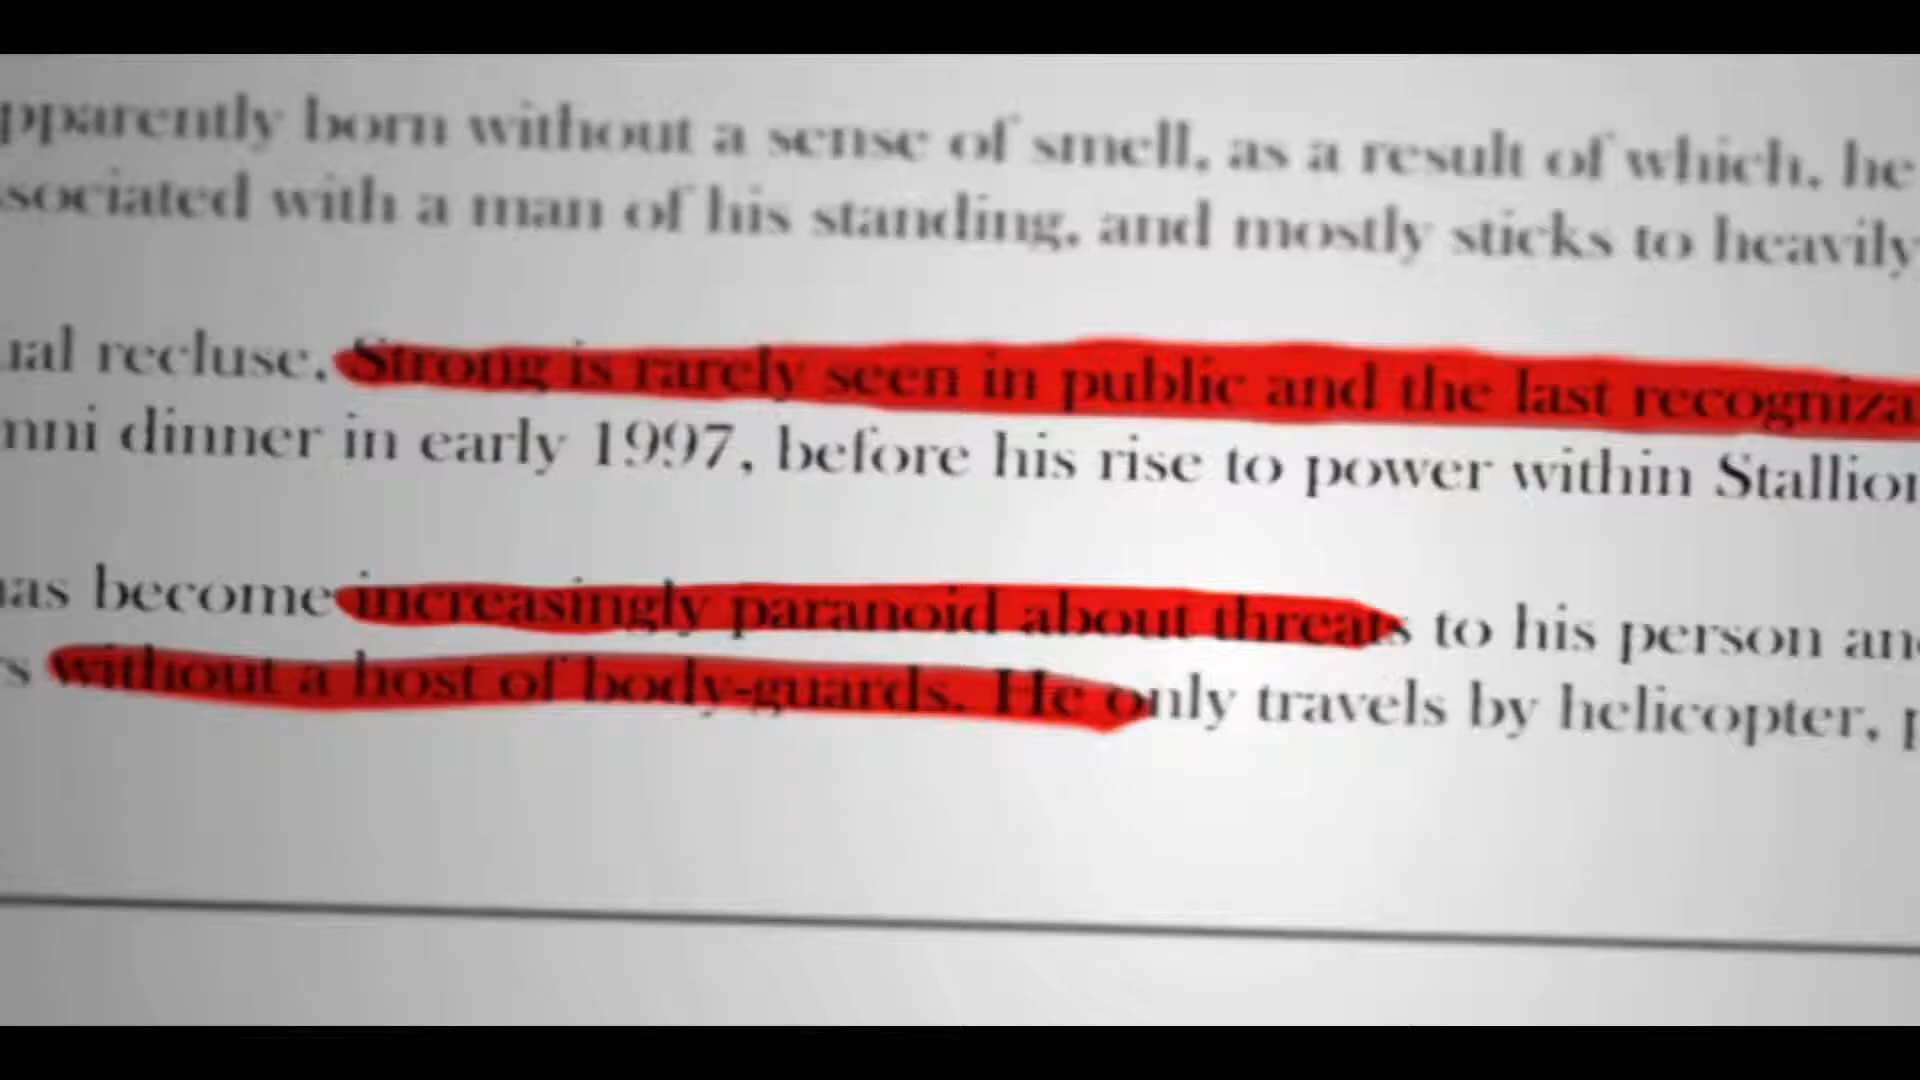 pparently born without a sense of smell, as a result of which, he
sociated with a man of his standing, and mostly sticks to heavily
ual recluse, Strong is rarely seen in public and the last recogniza
mni dinner in early 1997, before his rise to power within Stallion
has become increasingly paranoid about threats to his person and
s without a host of body-guards. He only travels by helicopter, p